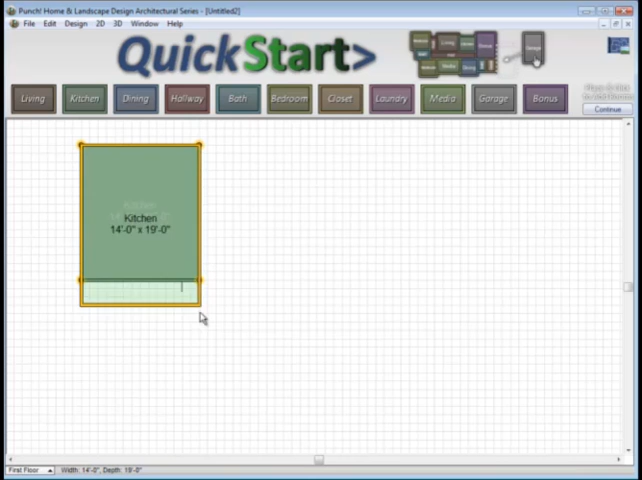 Punch! Home & Landscape Design Architectural Series - [Untitled2]
File Edit Design 2D 3D Window Help
QuickStart>
Living Kitchen Dining Hallway Bath Bedroom Closet Laundry Media Garage Bonus
Continue
Kitchen
Kitchen
14'-0" x 19'-0"
First Floor Width: 14'-0", Depth: 19'-0"